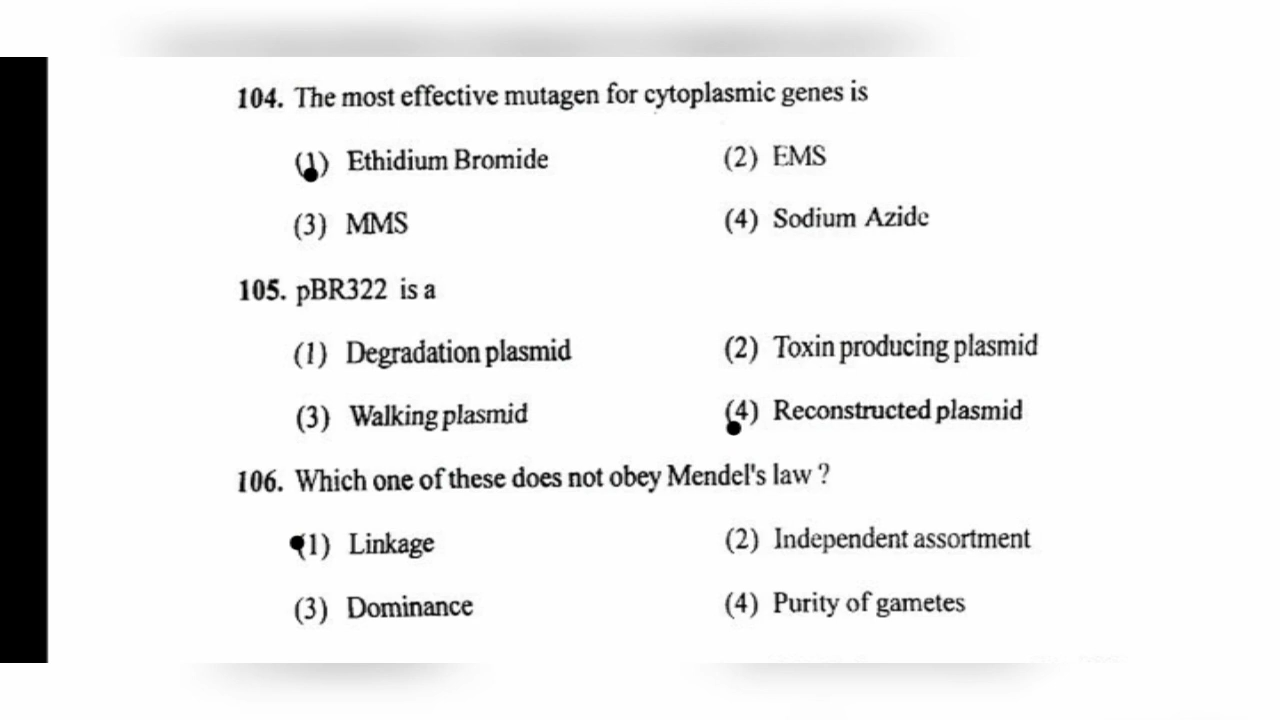 104. The most effective mutagen for cytoplasmic genes is
(1) Ethidium Bromide (2) EMS
(3) MMS (4) Sodium Azide
105. pBR322 is a
(1) Degradation plasmid (2) Toxin producing plasmid
(3) Walking plasmid (4) Reconstructed plasmid
106. Which one of these does not obey Mendel's law ?
(1) Linkage (2) Independent assortment
(3) Dominance (4) Purity of gametes